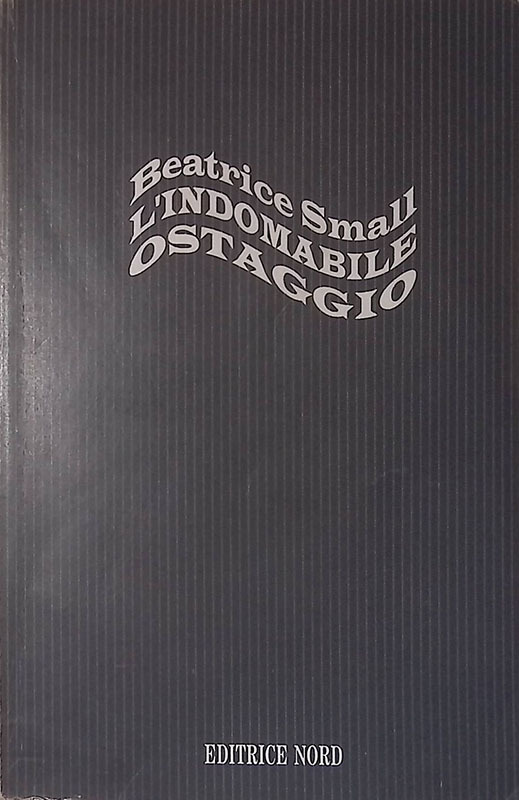 Beatrice Small
L'INDOMABILE
OSTAGGIO
EDITRICE NORD